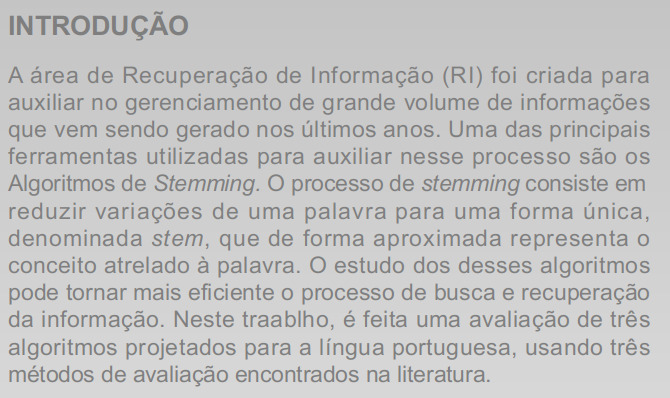 INTRODUÇÃO
A área de Recuperação de Informação (RI) foi criada para
auxiliar no gerenciamento de grande volume de informações
que vem sendo gerado nos últimos anos. Uma das principais
ferramentas utilizadas para auxiliar nesse processo são os
Algoritmos de Stemming. O processo de stemming consiste em
reduzir variações de uma palavra para uma forma única,
denominada stem, que de forma aproximada representa o
conceito atrelado à palavra. O estudo dos desses algoritmos
pode tornar mais eficiente o processo de busca e recuperação
da informação. Neste traablho, é feita uma avaliação de três
algoritmos projetados para a língua portuguesa, usando três
métodos de avaliação encontrados na literatura.